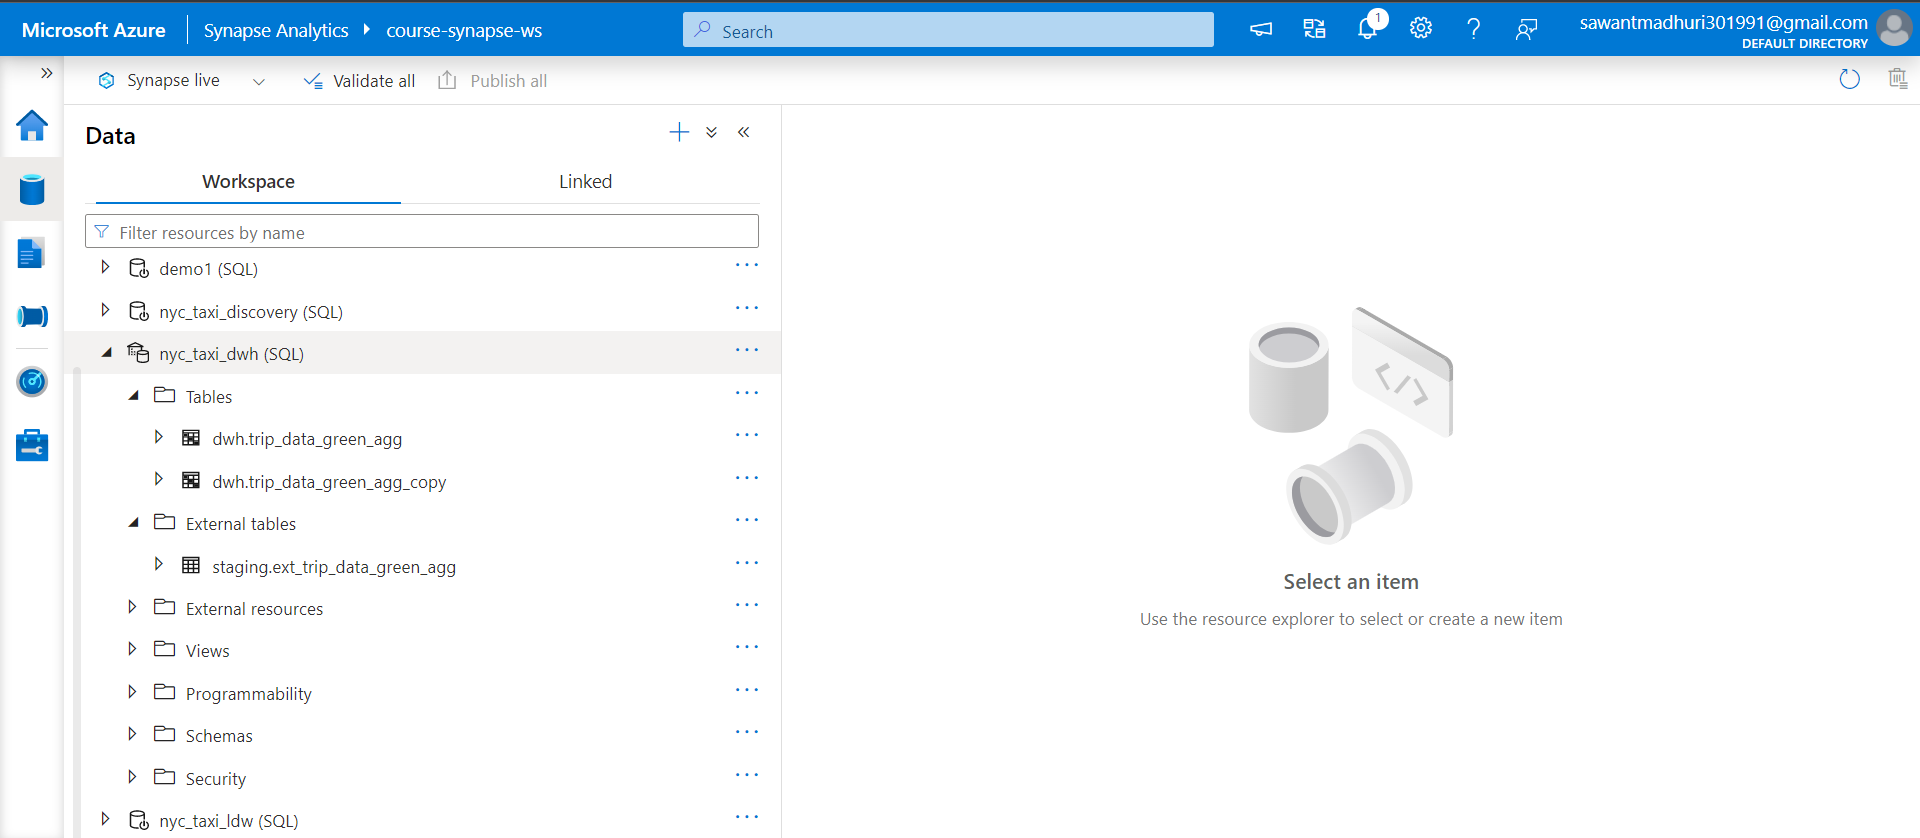 Microsoft Azure
Synapse Analytics
course-synapse-ws
Search
1
sawantmadhuri301991@gmail.com
DEFAULT DIRECTORY
Synapse live
Validate all
Publish all
Data
Workspace
Linked
Filter resources by name
demo1 (SQL)
nyc_taxi_discovery (SQL)
nyc_taxi_dwh (SQL)
Tables
dwh.trip_data_green_agg
dwh.trip_data_green_agg_copy
External tables
staging.ext_trip_data_green_agg
External resources
Views
Programmability
Schemas
Security
nyc_taxi_ldw (SQL)
Select an item
Use the resource explorer to select or create a new item